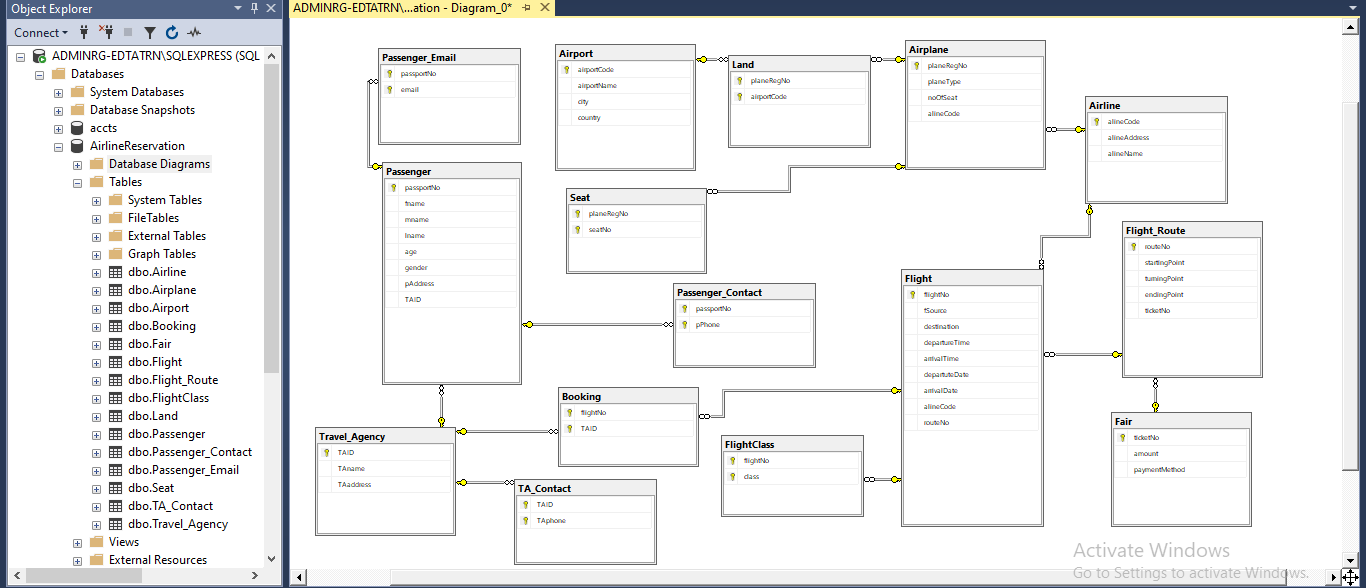 Object Explorer
Connect
ADMINRG-EDTATRN\SQLEXPRESS (SQL
Databases
System Databases
Database Snapshots
accts
AirlineReservation
Database Diagrams
Tables
System Tables
FileTables
External Tables
Graph Tables
dbo.Airline
dbo.Airplane
dbo.Airport
dbo.Booking
dbo.Fair
dbo.Flight
dbo.Flight_Route
dbo.FlightClass
dbo.Land
dbo.Passenger
dbo.Passenger_Contact
dbo.Passenger_Email
dbo.Seat
dbo.TA_Contact
dbo.Travel_Agency
Views
External Resources
ADMINRG-EDTATRN\...ation - Diagram_0*
Passenger_Email
passportNo
email
Airport
airportCode
airportName
city
country
Land
planeRegNo
airportCode
Airplane
planeRegNo
planeType
noOfSeat
alineCode
Airline
alineCode
alineAddress
alineName
Passenger
passportNo
fname
mname
lname
age
gender
pAddress
TAID
Seat
planeRegNo
seatNo
Flight_Route
routeNo
startingPoint
turningPoint
endingPoint
ticketNo
Passenger_Contact
passportNo
pPhone
Flight
flightNo
fSource
destination
departureTime
arrivalTime
departuteDate
arrivalDate
alineCode
routeNo
Booking
flightNo
TAID
Travel_Agency
TAID
TAname
TAaddress
FlightClass
flightNo
class
Fair
ticketNo
amount
paymentMethod
TA_Contact
TAID
TAphone
Activate Windows
Go to Settings to activate Windows.